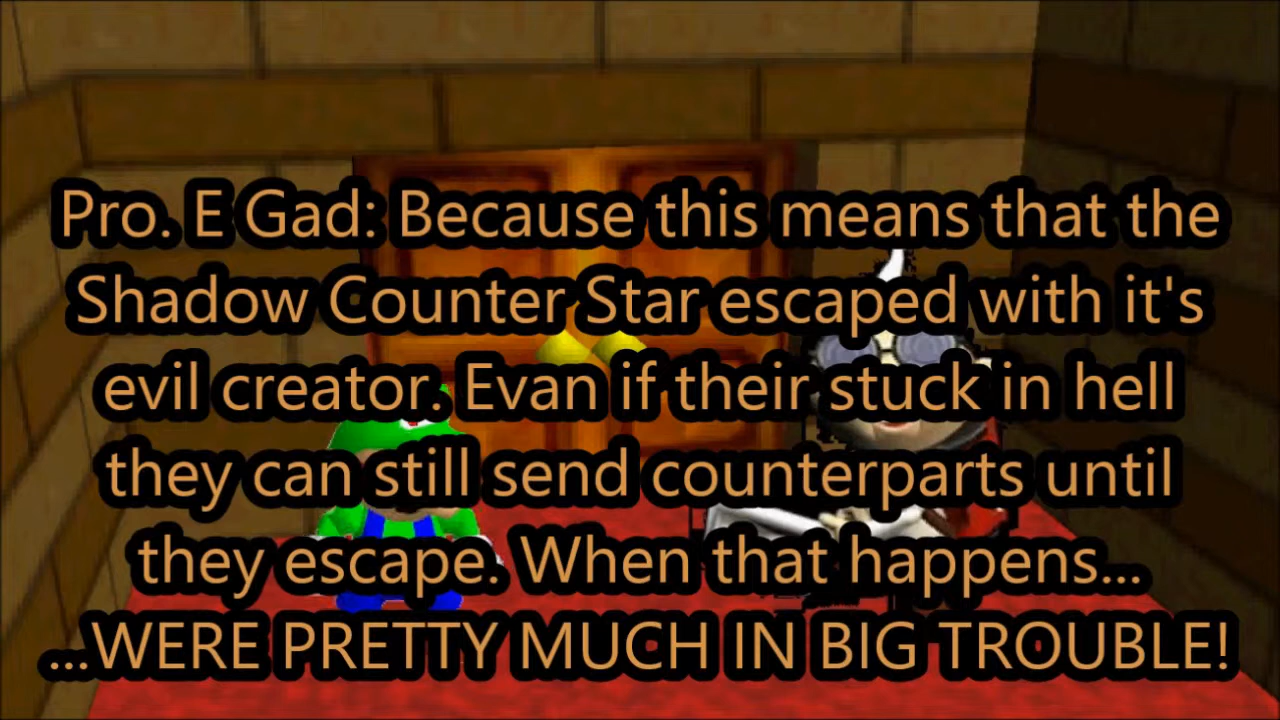 Pro. E Gad: Because this means that the
Shadow Counter Star escaped with it's
evil creator. Evan if their stuck in hell
they can still send counterparts until
they escape. When that happens...
...WERE PRETTY MUCH IN BIG TROUBLE!